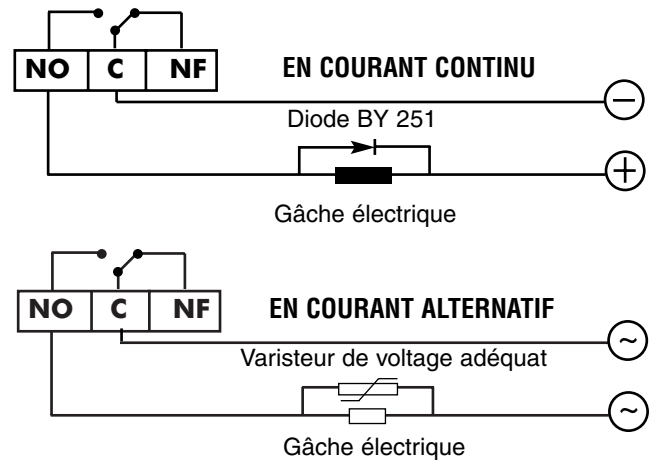 NO C NF
EN COURANT CONTINU
−
Diode BY 251
+
Gâche électrique
NO C NF
EN COURANT ALTERNATIF
~
Varisteur de voltage adéquat
~
Gâche électrique